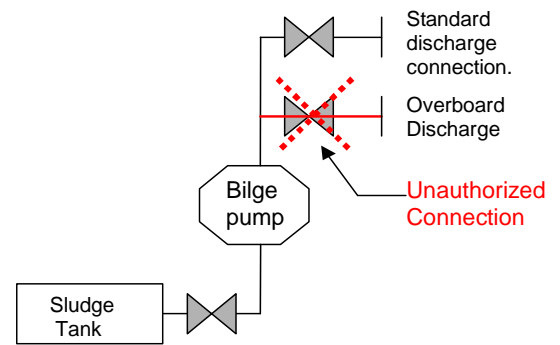 Standard
discharge
connection.
Overboard
Discharge
Bilge
pump
Unauthorized
Connection
Sludge
Tank